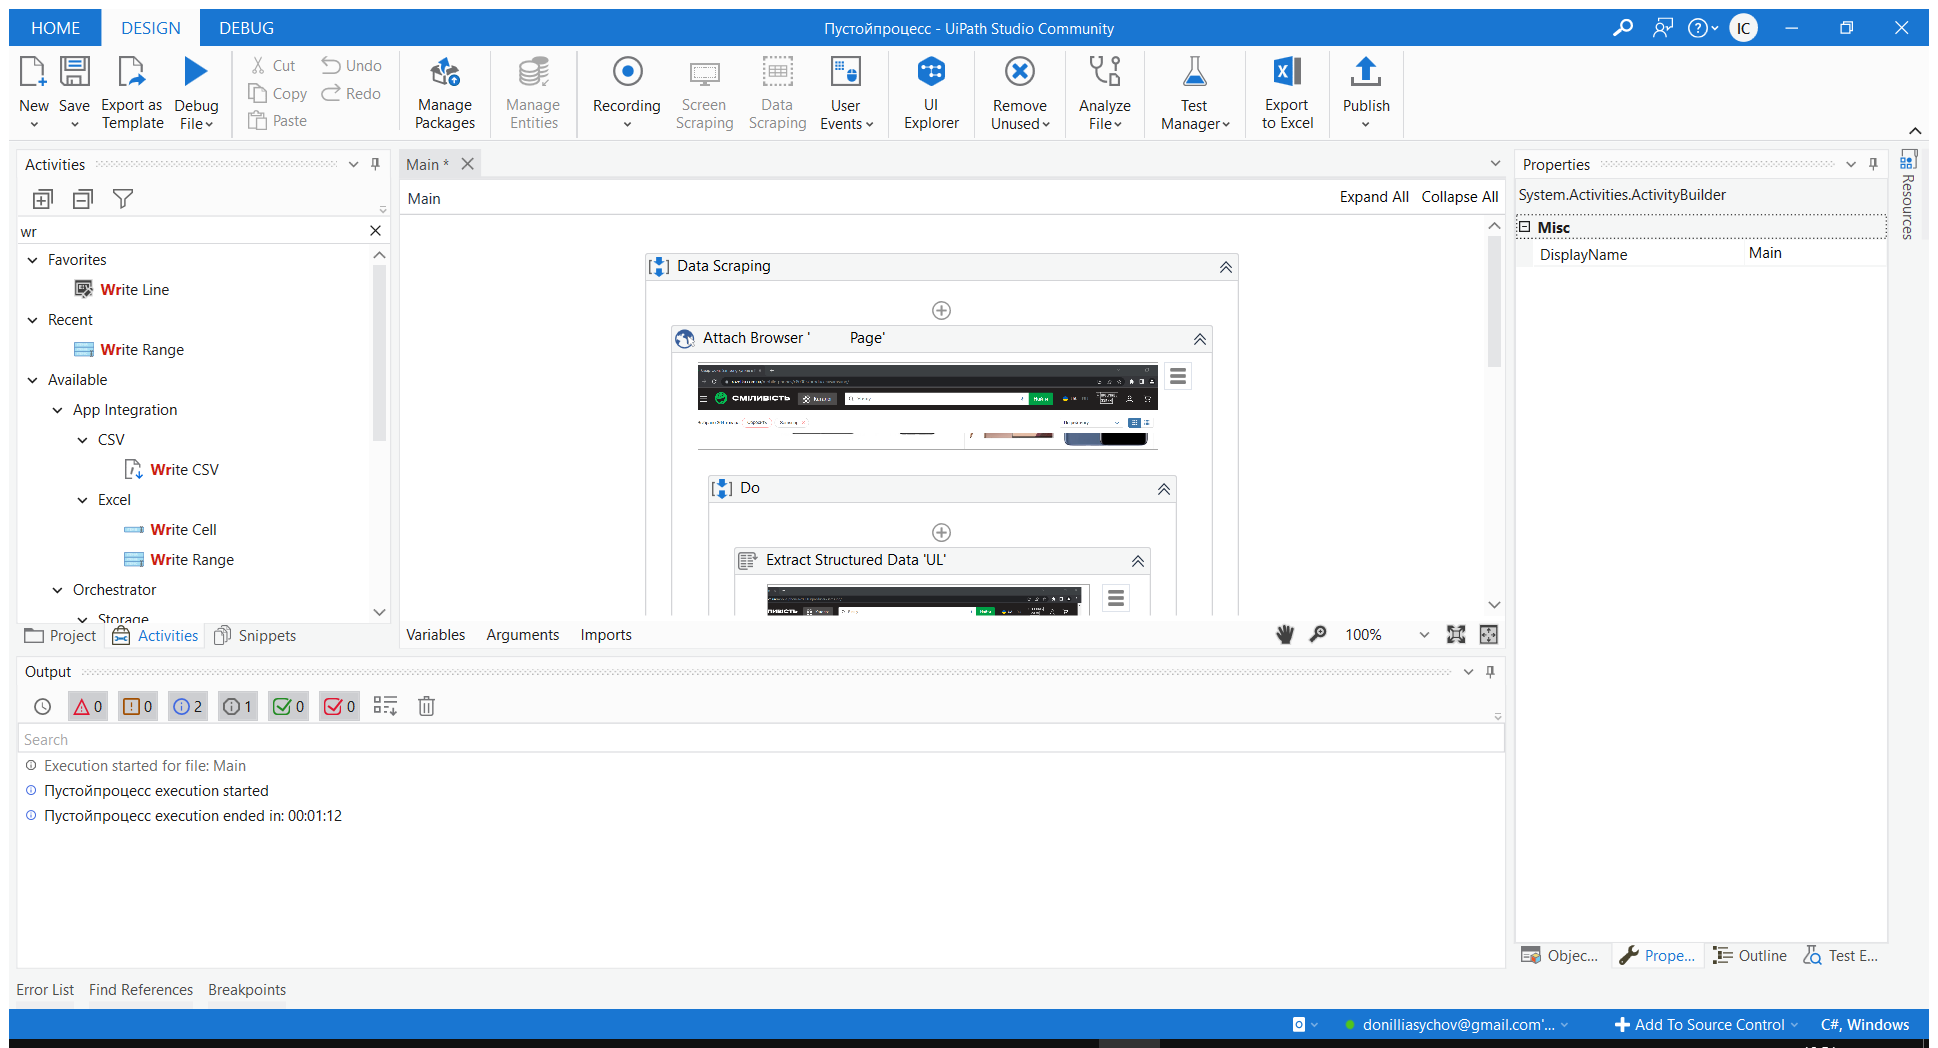 HOME DESIGN DEBUG Пустойпроцесс - UiPath Studio Community IC
New Save Export as Template Debug File Cut Copy Paste Undo Redo Manage Packages Manage Entities Recording Screen Scraping Data Scraping User Events UI Explorer Remove Unused Analyze File Test Manager Export to Excel Publish
Activities
wr
Favorites
Write Line
Recent
Write Range
Available
App Integration
CSV
Write CSV
Excel
Write Cell
Write Range
Orchestrator
Storage
Project Activities Snippets
Main *
Main Expand All Collapse All
Data Scraping
Attach Browser ' Page'
СМІЛИВІСТЬ
Do
Extract Structured Data 'UL'
Variables Arguments Imports 100%
Properties
System.Activities.ActivityBuilder
Misc
DisplayName Main
Resources
Objec... Prope... Outline Test E...
Output
0 0 2 1 0 0
Search
Execution started for file: Main
Пустойпроцесс execution started
Пустойпроцесс execution ended in: 00:01:12
Error List Find References Breakpoints
donilliasychov@gmail.com'... Add To Source Control C#, Windows